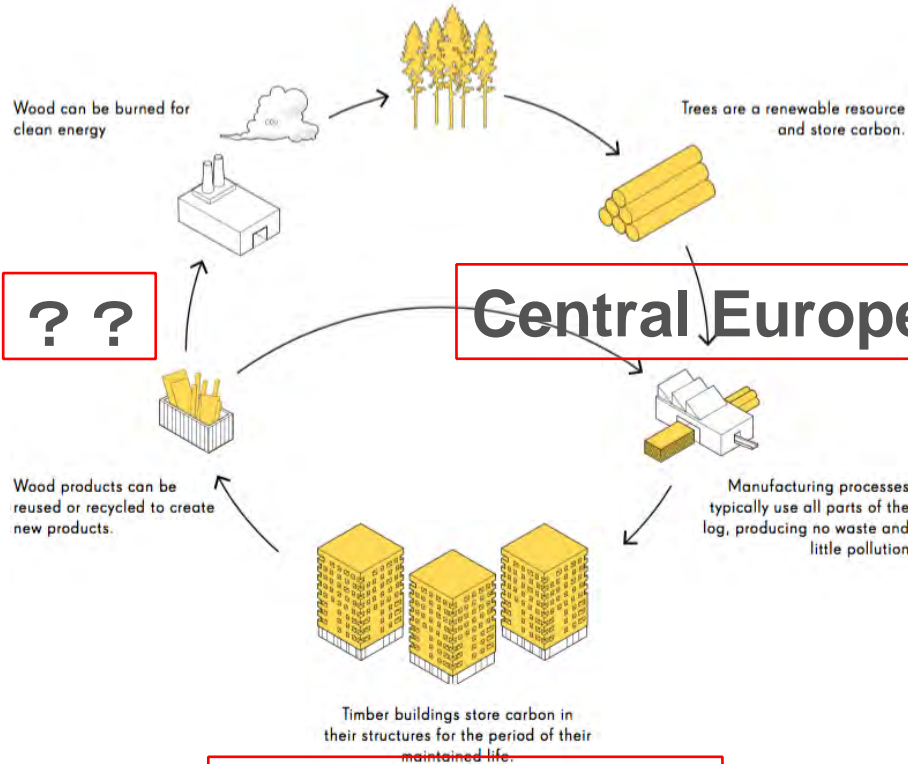 Wood can be burned for
clean energy
CO₂
Trees are a renewable resource
and store carbon.
? ?
Central Europe
Wood products can be
reused or recycled to create
new products.
Manufacturing processes
typically use all parts of the
log, producing no waste and
little pollution
Timber buildings store carbon in
their structures for the period of their
maintained life.